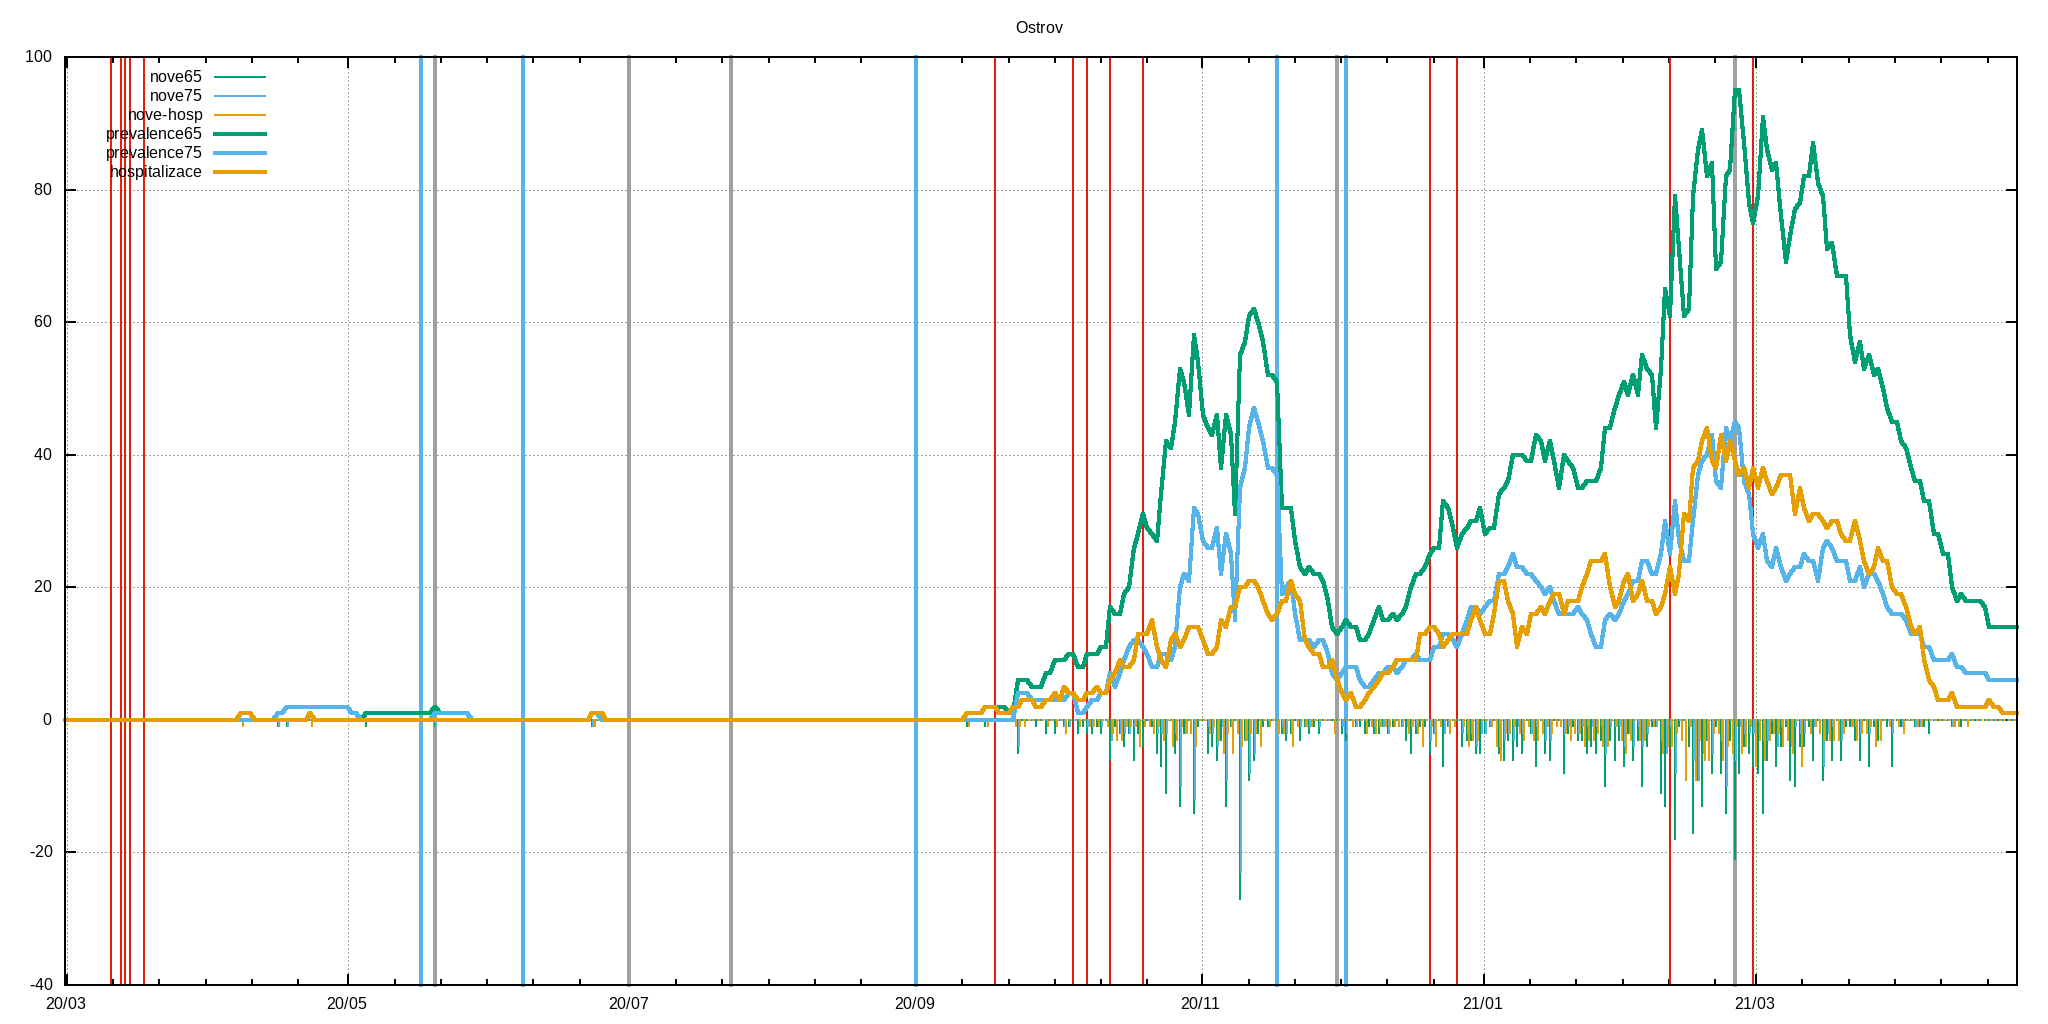 Ostrov
100
80
60
40
20
0
-20
-40
nove65
nove75
nove-hosp
prevalence65
prevalence75
hospitalizace
20/03 20/05 20/07 20/09 20/11 21/01 21/03